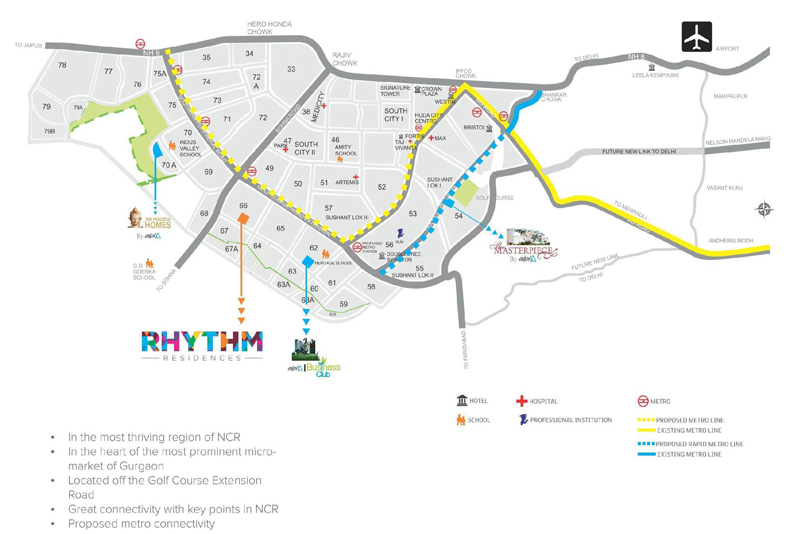 HERO HONDA
CHOWK
TO JAIPUR
NH 8
RAJIV
CHOWK
IFFCO
CHOWK
TO DELHI
NH 8
AIRPORT
LEELA KEMPINSKI
MAHIPALPUR
SHANKAR
CHOWK
78
77
76
75A
79
79A
79B
75
74
73
35
34
33
72
A
72
71
70
70 A
69
INDUS
VALLEY
SCHOOL
38
MEDICITY
SIGNATURE
TOWER
CROWN
PLAZA
WESTIN
SOUTH
CITY I
HUDA CITY
CENTRE
BRISTOL
FORTIS
TAJ
VIVANTA
MAX
47
PARK
SOUTH
CITY II
46
AMITY
SCHOOL
49
50
51
ARTEMIS
52
SUSHANT
LOK I
GOLF COURSE
57
SUSHANT LOK II
53
54
FUTURE NEW LINK TO DELHI
NELSON MANDELA MARG
VASANT KUNJ
TO MEHRAULI
ANDHERIA MODH
FUTURE NEW LINK
TO DELHI
THE PEACEFUL
HOMES
By
G.D
GOENKA
SCHOOL
TO SOHNA
68
66
67
67A
64
65
62
HERITAGE SCHOOL
63
61
60
63A
59
58
PROPOSED
METRO
STATION
56
DOUBLETREE
BY HILTON
55
SUSHANT LOK II
MASTERPIECE
By
TO FARIDABAD
RHYTHM
RESIDENCES
Business
Club
HOTEL
HOSPITAL
METRO
SCHOOL
PROFESSIONAL INSTITUTION
PROPOSED METRO LINE
EXISTING METRO LINE
PROPOSED RAPID METRO LINE
EXISTING METRO LINE
• In the most thriving region of NCR
• In the heart of the most prominent micro-
market of Gurgaon
• Located off the Golf Course Extension
Road
• Great connectivity with key points in NCR
• Proposed metro connectivity